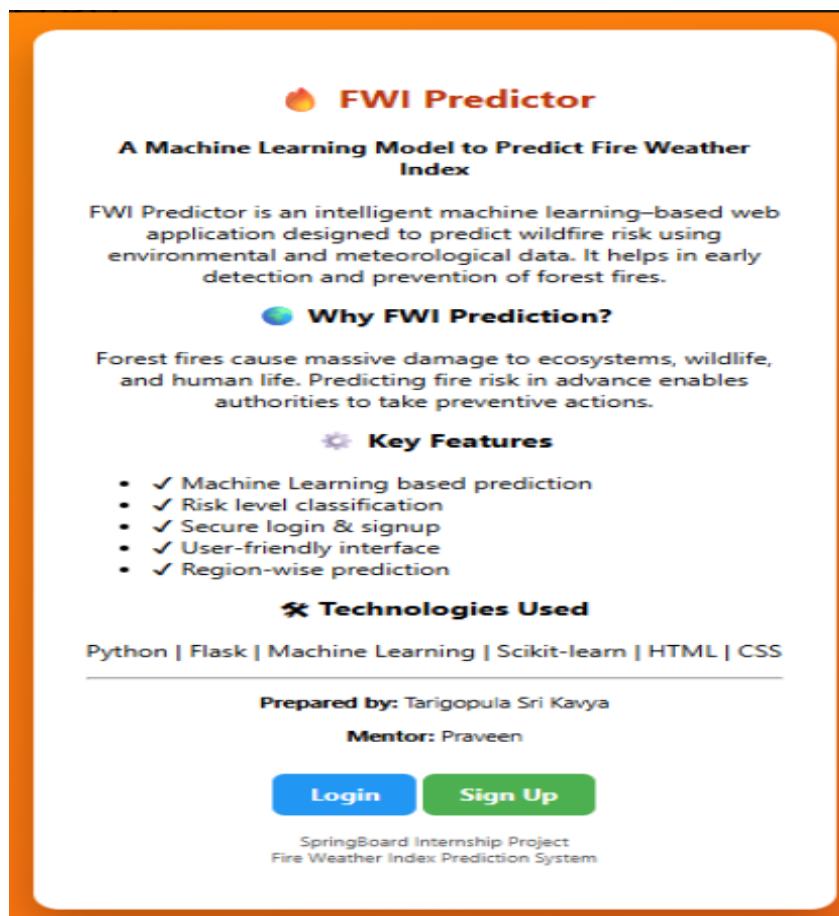 🔥 FWI Predictor
A Machine Learning Model to Predict Fire Weather
Index
FWI Predictor is an intelligent machine learning–based web
application designed to predict wildfire risk using
environmental and meteorological data. It helps in early
detection and prevention of forest fires.
🌍 Why FWI Prediction?
Forest fires cause massive damage to ecosystems, wildlife,
and human life. Predicting fire risk in advance enables
authorities to take preventive actions.
⚙️ Key Features
• ✔ Machine Learning based prediction
• ✔ Risk level classification
• ✔ Secure login & signup
• ✔ User-friendly interface
• ✔ Region-wise prediction
🛠 Technologies Used
Python | Flask | Machine Learning | Scikit-learn | HTML | CSS
Prepared by: Tarigopula Sri Kavya
Mentor: Praveen
Login Sign Up
SpringBoard Internship Project
Fire Weather Index Prediction System